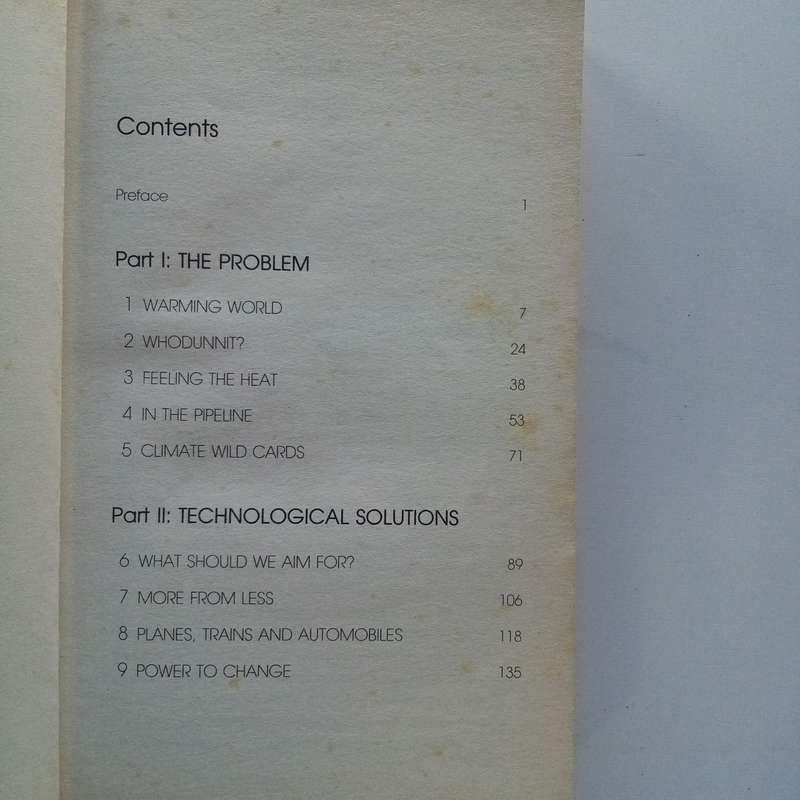 Contents
Preface 1
Part I: THE PROBLEM
1 WARMING WORLD 7
2 WHODUNNIT? 24
3 FEELING THE HEAT 38
4 IN THE PIPELINE 53
5 CLIMATE WILD CARDS 71
Part II: TECHNOLOGICAL SOLUTIONS
6 WHAT SHOULD WE AIM FOR? 89
7 MORE FROM LESS 106
8 PLANES, TRAINS AND AUTOMOBILES 118
9 POWER TO CHANGE 135